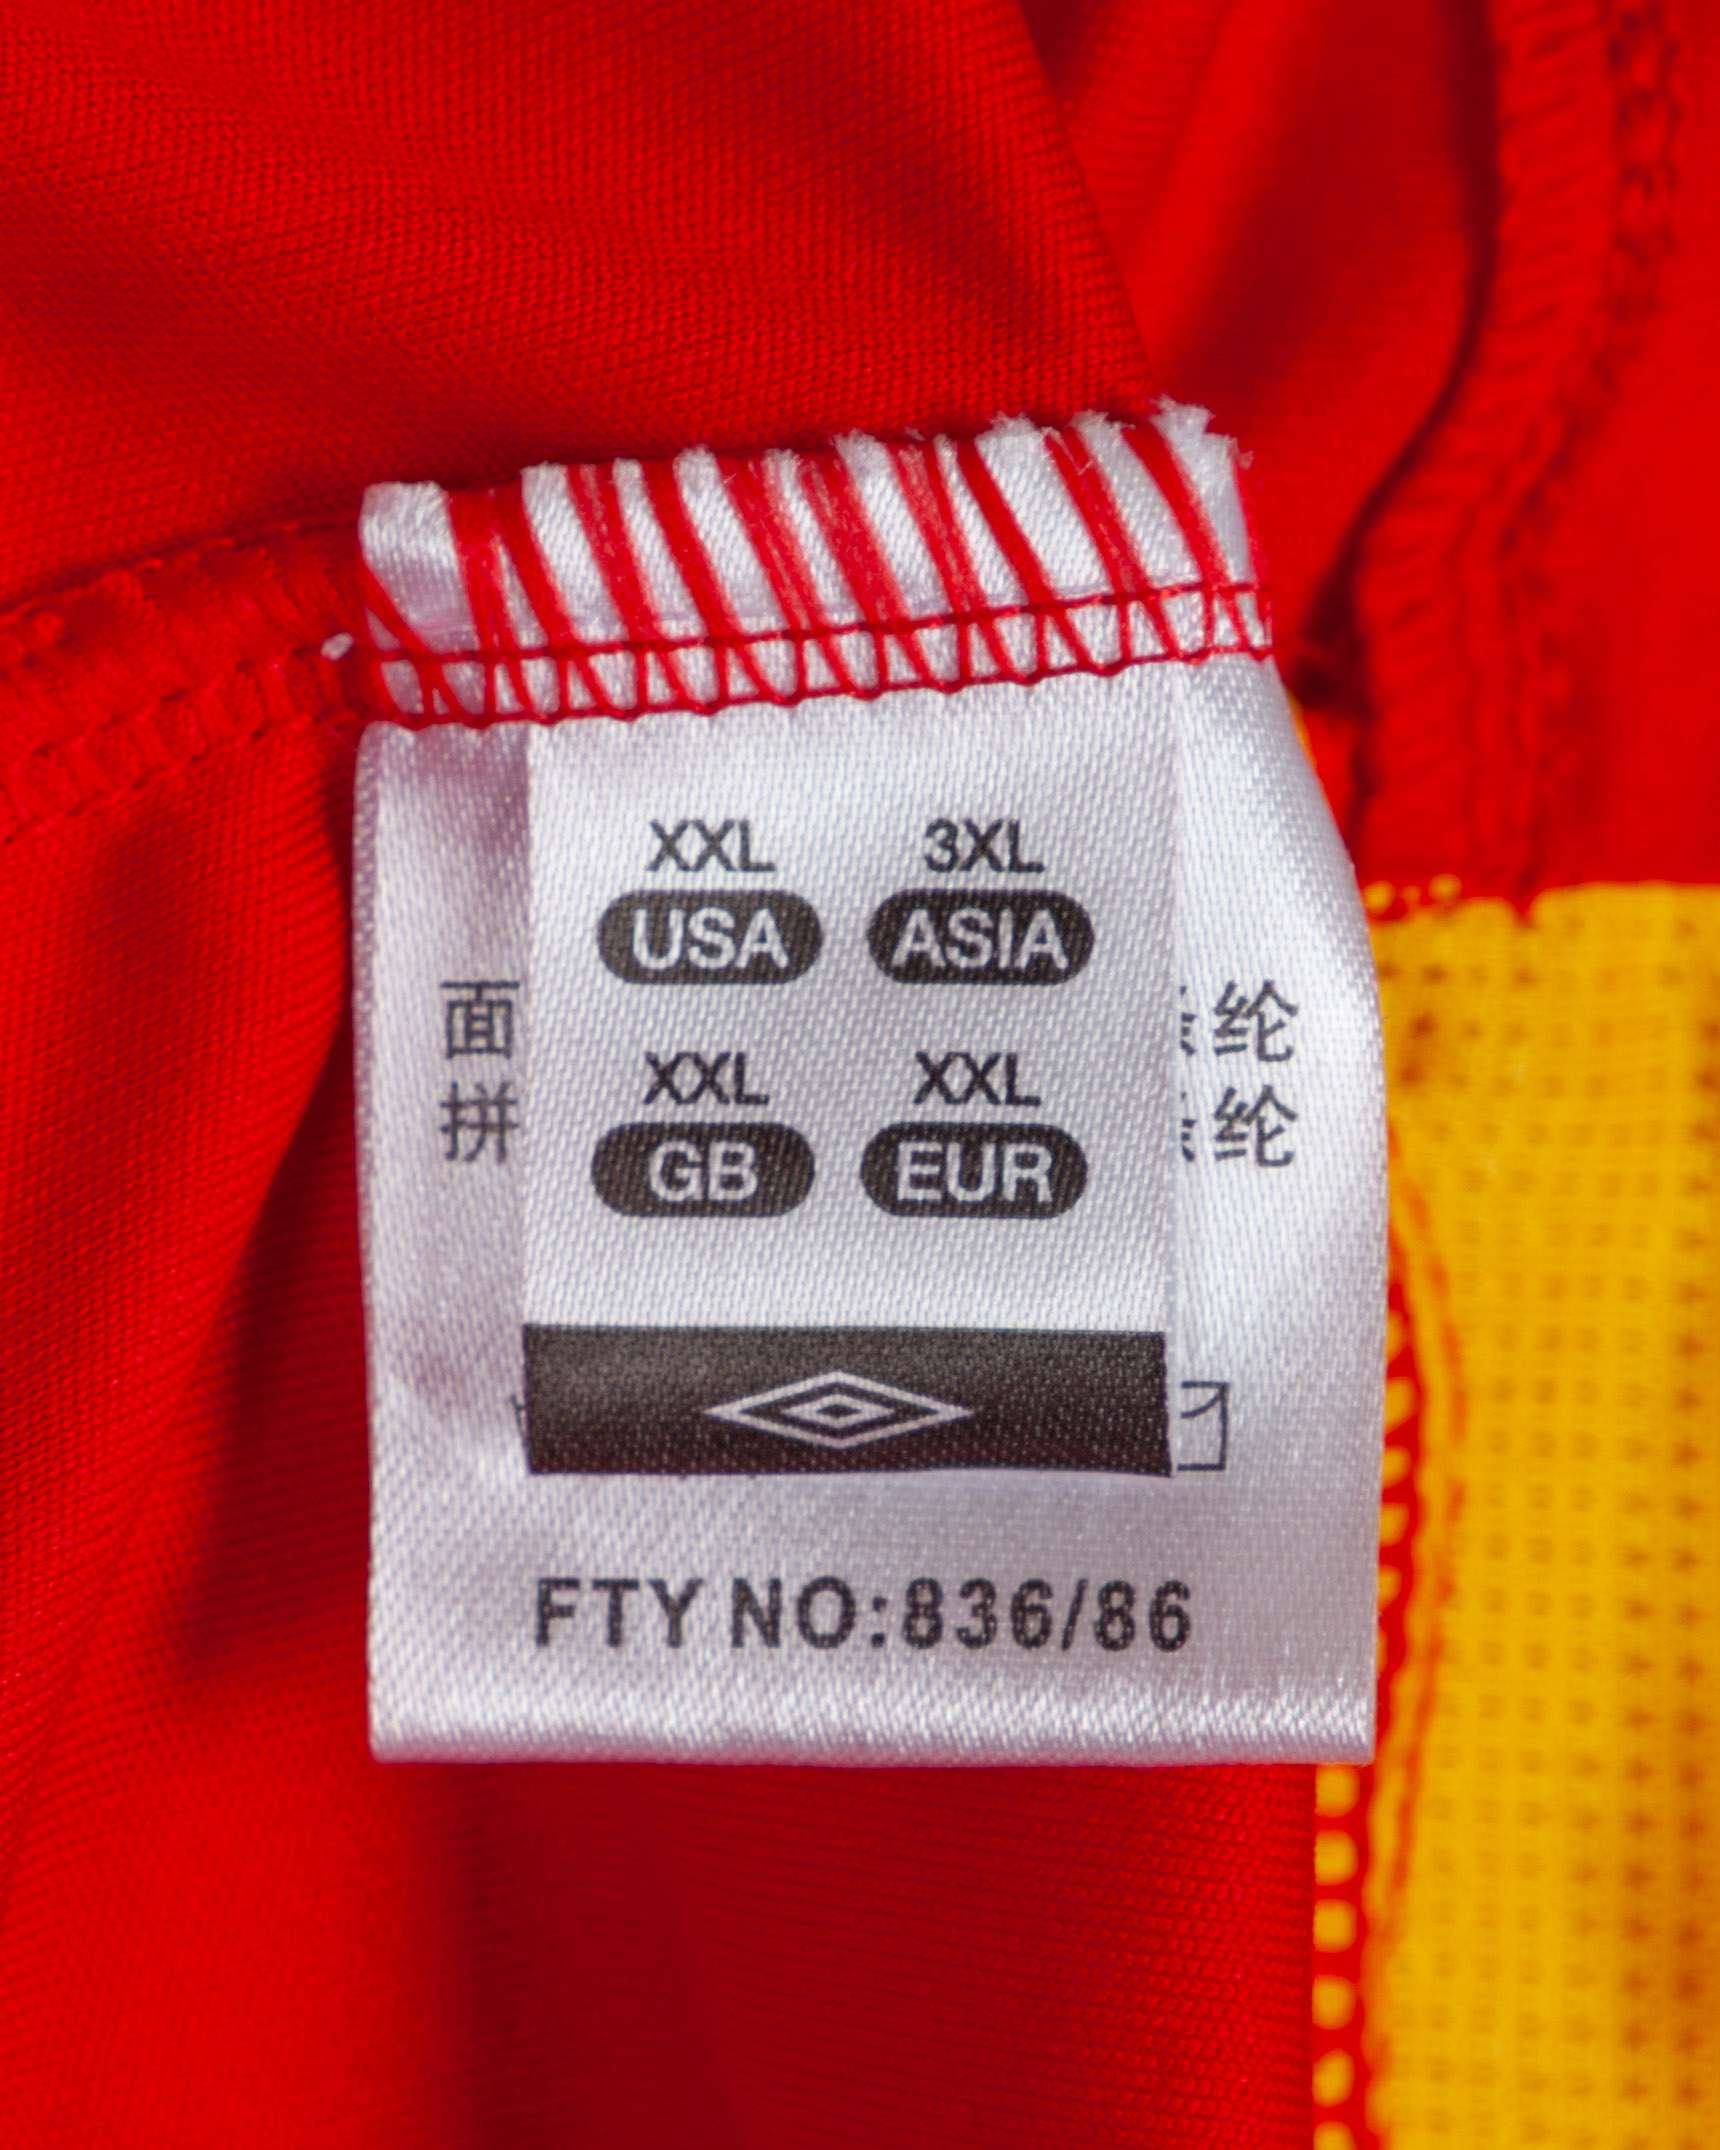 XXL 3XL
USA ASIA
面 纶
XXL XXL
拼 纶
GB EUR
FTY NO:836/86